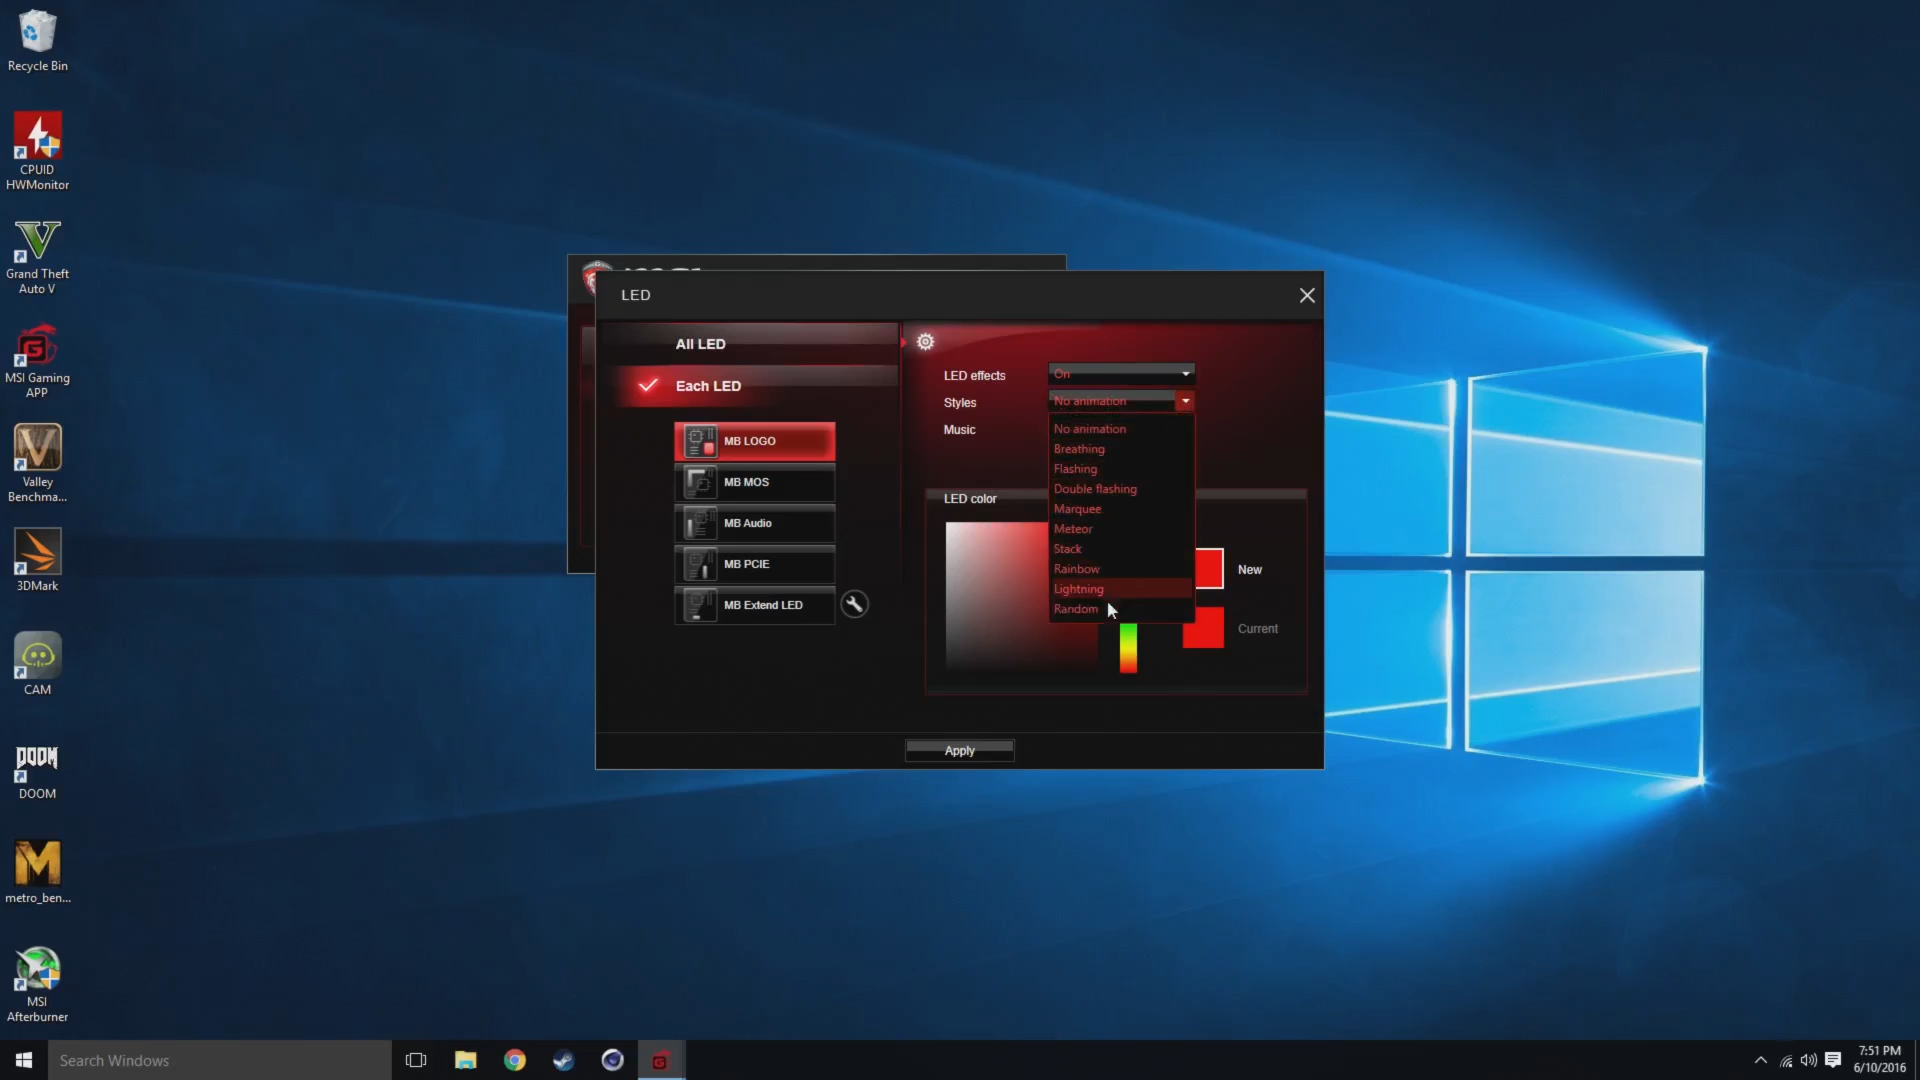 Recycle Bin
CPUID
HWMonitor
Grand Theft
Auto V
MSI Gaming
APP
Valley
Benchma...
3DMark
CAM
DOOM
DOOM
metro_ben...
MSI
Afterburner
LED
All LED
Each LED
MB LOGO
MB MOS
MB Audio
MB PCIE
MB Extend LED
LED effects
On
Styles
No animation
Music
No animation
Breathing
Flashing
Double flashing
Marquee
Meteor
Stack
Rainbow
Lightning
Random
LED color
New
Current
Apply
Search Windows
7:51 PM
6/10/2016